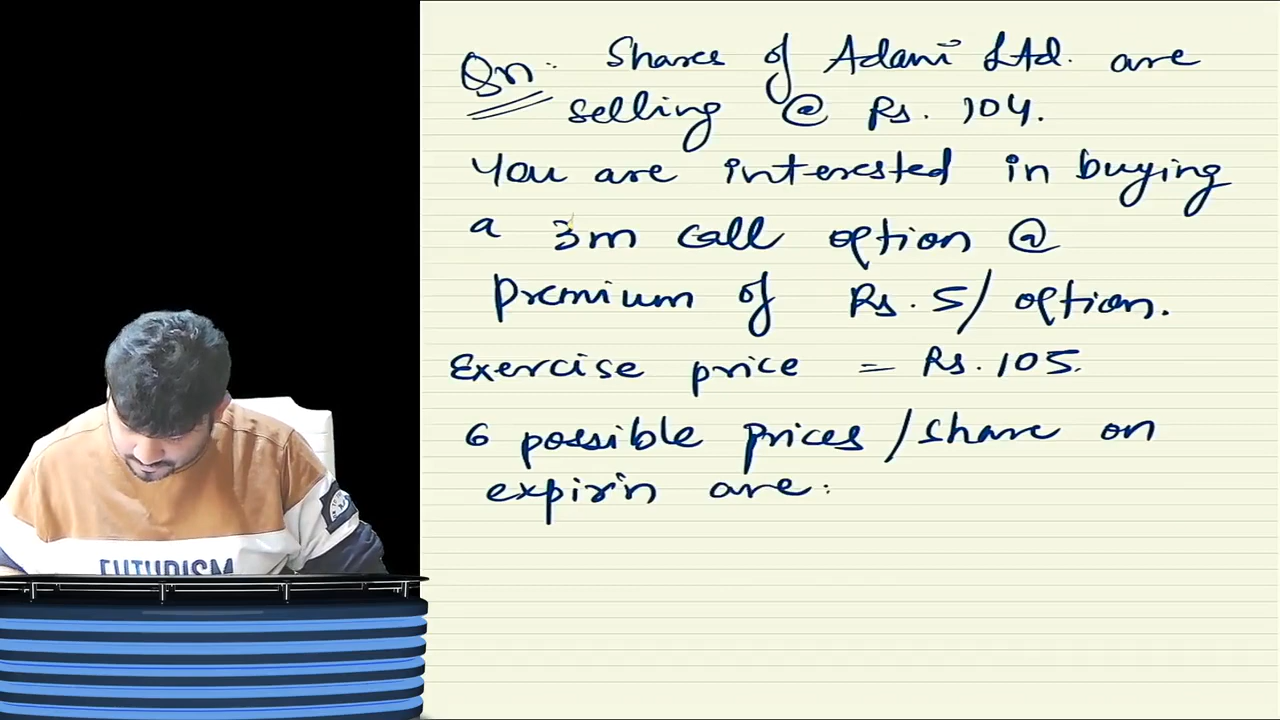 Qn: Shares of Adani Ltd. are
selling @ Rs. 104.
You are interested in buying
a 3m call option @
premium of Rs. 5/ option.
Exercise price = Rs. 105.
6 possible prices /share on
expir'n are:
FUTURISM